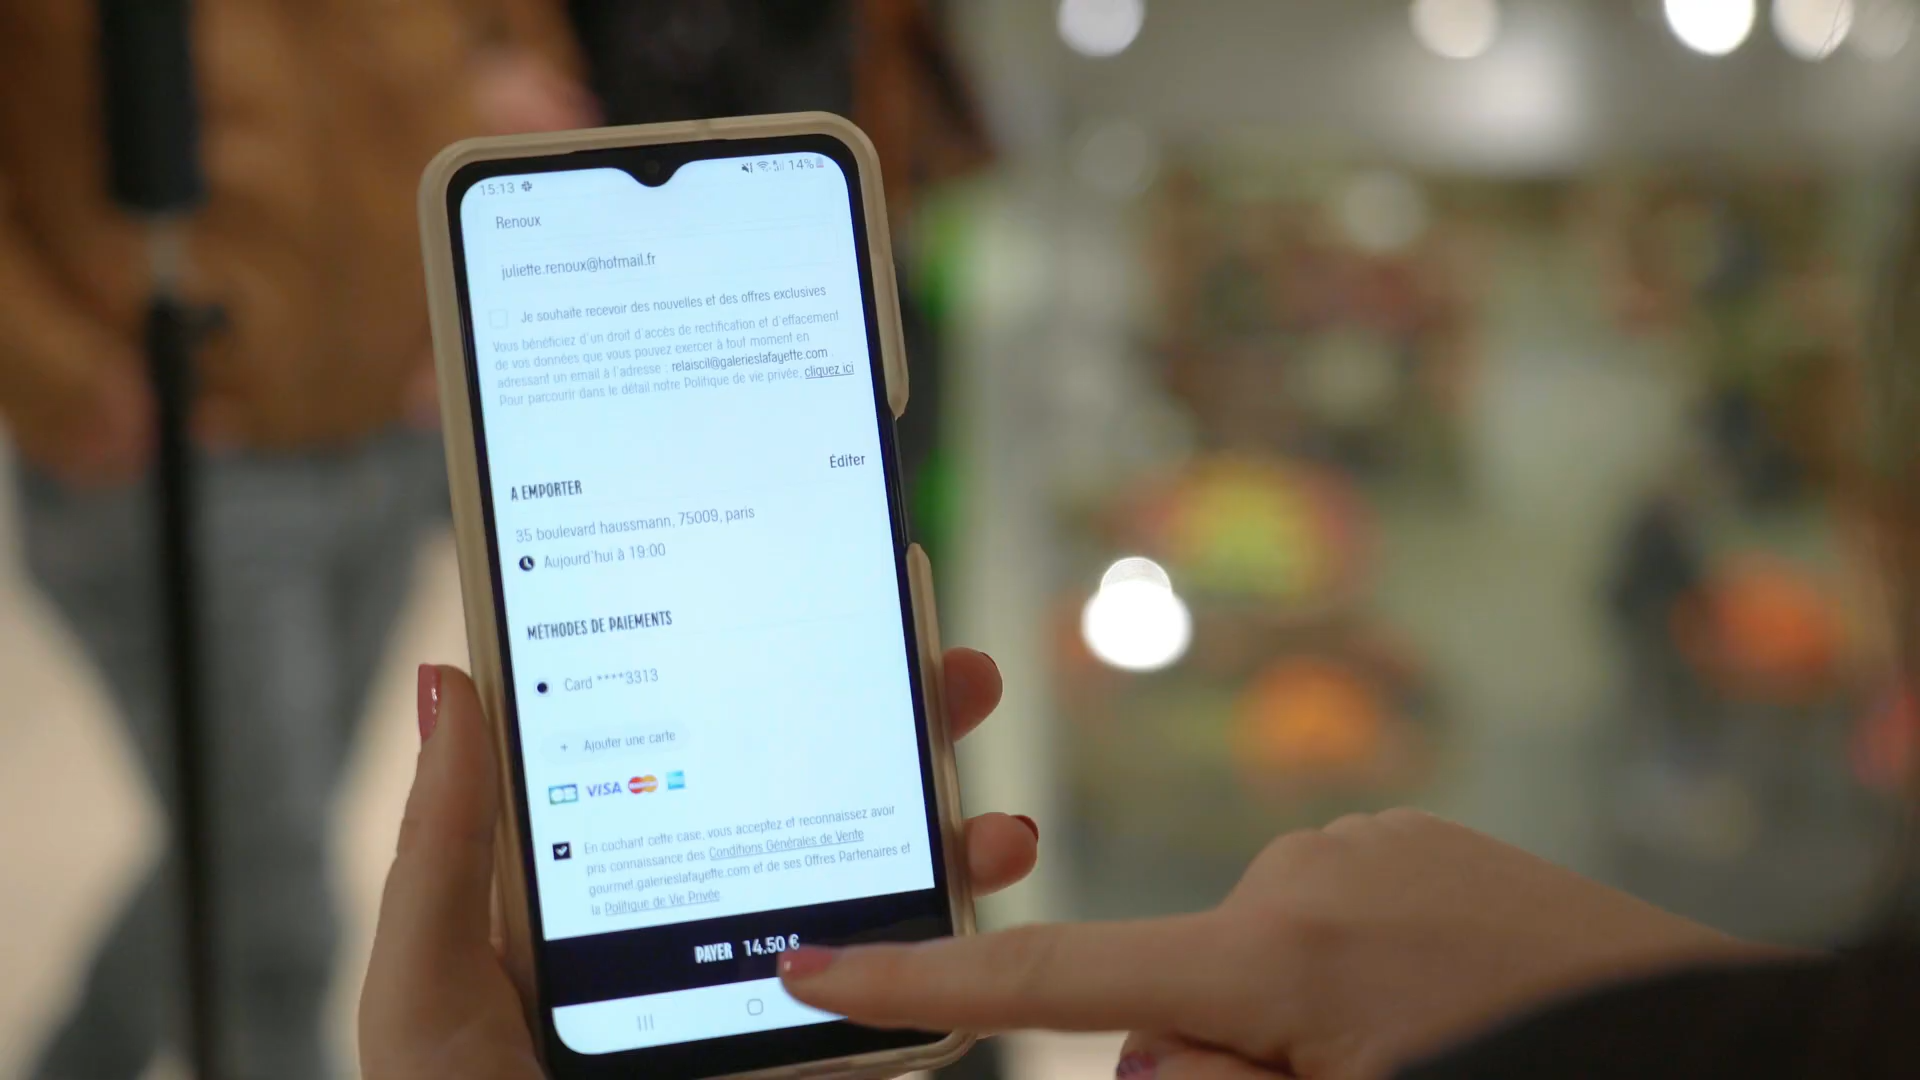 15:13
14%
Renoux
juliette.renoux@hotmail.fr
Je souhaite recevoir des nouvelles et des offres exclusives
Vous bénéficiez d'un droit d'accès de rectification et d'effacement
de vos données que vous pouvez exercer à tout moment en
adressant un email à l'adresse : relaiscil@galerieslafayette.com .
Pour parcourir dans le détail notre Politique de vie privée, cliquez ici
Éditer
A EMPORTER
35 boulevard haussmann, 75009, paris
Aujourd'hui à 19:00
MÉTHODES DE PAIEMENTS
Card ****3313
+ Ajouter une carte
CB VISA
En cochant cette case, vous acceptez et reconnaissez avoir
pris connaissance des Conditions Générales de Vente
gourmet.galerieslafayette.com et de ses Offres Partenaires et
la Politique de Vie Privée
PAYER 14.50 €